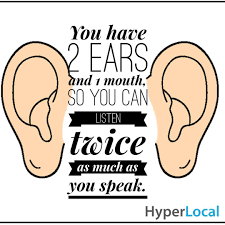 You have
2 EARS
and 1 mouth,
SO YOU CAN
LISTEN
twice
as much as
you speak.
HyperLocal